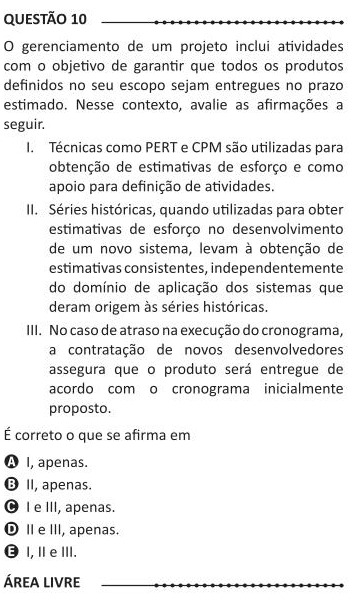 QUESTÃO 10
O gerenciamento de um projeto inclui atividades
com o objetivo de garantir que todos os produtos
definidos no seu escopo sejam entregues no prazo
estimado. Nesse contexto, avalie as afirmações a
seguir.
I. Técnicas como PERT e CPM são utilizadas para
obtenção de estimativas de esforço e como
apoio para definição de atividades.
II. Séries históricas, quando utilizadas para obter
estimativas de esforço no desenvolvimento
de um novo sistema, levam à obtenção de
estimativas consistentes, independentemente
do domínio de aplicação dos sistemas que
deram origem às séries históricas.
III. No caso de atraso na execução do cronograma,
a contratação de novos desenvolvedores
assegura que o produto será entregue de
acordo com o cronograma inicialmente
proposto.
É correto o que se afirma em
A I, apenas.
B II, apenas.
C I e III, apenas.
D II e III, apenas.
E I, II e III.
ÁREA LIVRE